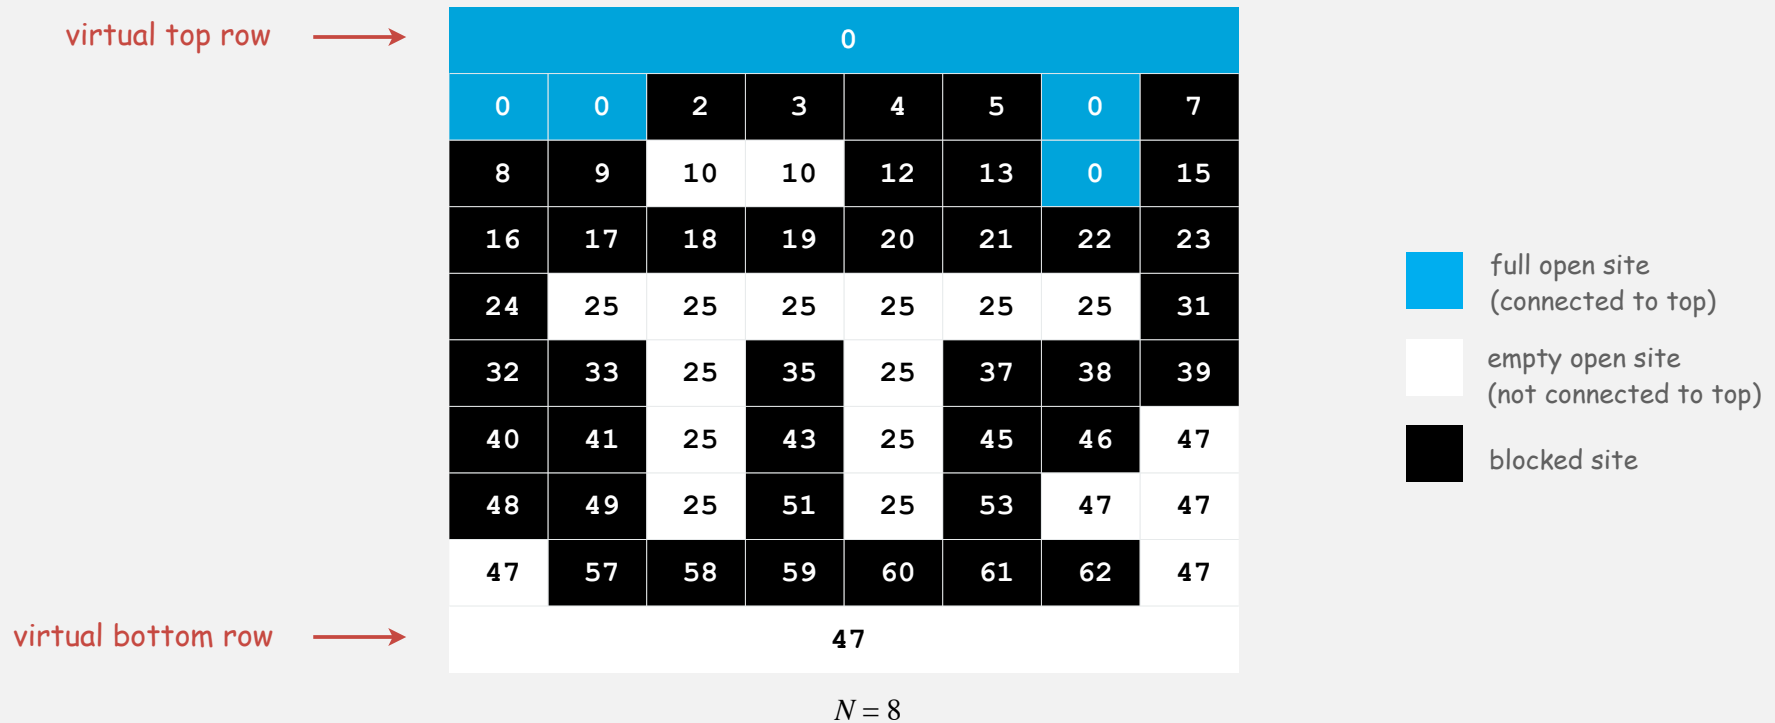 virtual top row
0
0 0 2 3 4 5 0 7
8 9 10 10 12 13 0 15
16 17 18 19 20 21 22 23
24 25 25 25 25 25 25 31
32 33 25 35 25 37 38 39
40 41 25 43 25 45 46 47
48 49 25 51 25 53 47 47
47 57 58 59 60 61 62 47
virtual bottom row
47
N = 8
full open site
(connected to top)
empty open site
(not connected to top)
blocked site